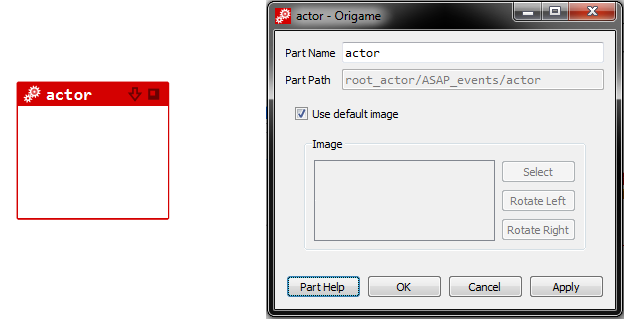 actor
actor - Origame
Part Name actor
Part Path root_actor/ASAP_events/actor
Use default image
Image
Select
Rotate Left
Rotate Right
Part Help OK Cancel Apply